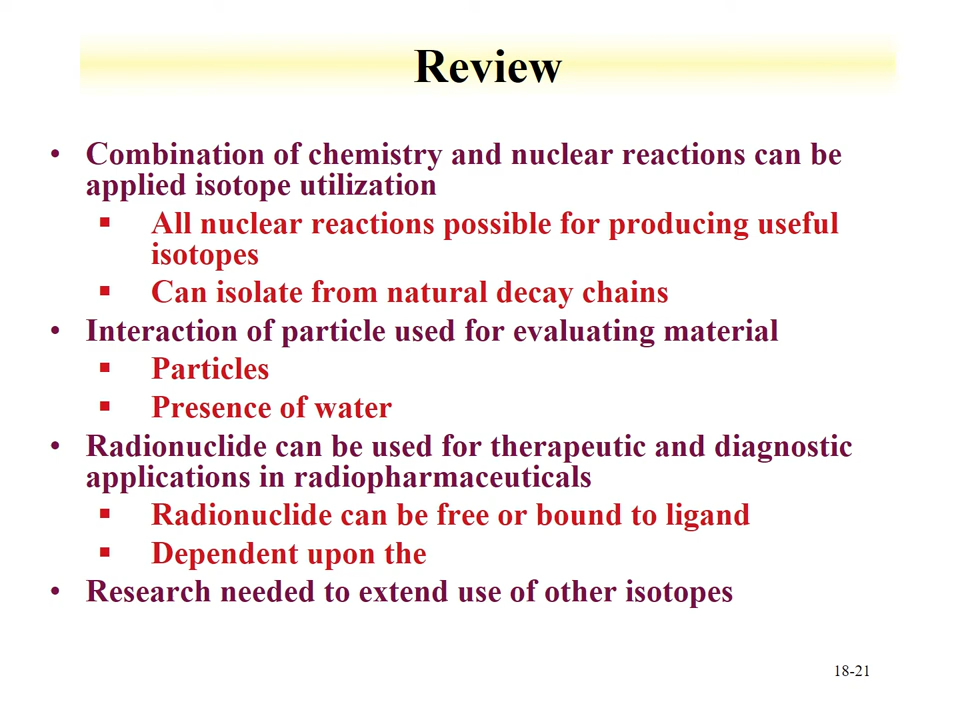 Review
• Combination of chemistry and nuclear reactions can be
applied isotope utilization
▪ All nuclear reactions possible for producing useful
isotopes
▪ Can isolate from natural decay chains
• Interaction of particle used for evaluating material
▪ Particles
▪ Presence of water
• Radionuclide can be used for therapeutic and diagnostic
applications in radiopharmaceuticals
▪ Radionuclide can be free or bound to ligand
▪ Dependent upon the
• Research needed to extend use of other isotopes
18-21